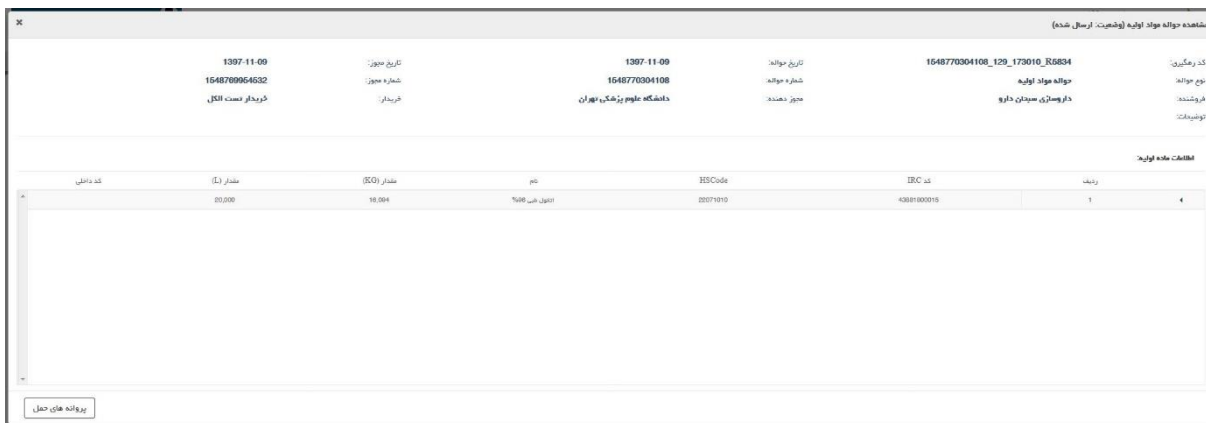 مشاهده حواله مواد اولیه (وضعیت: ارسال شده)
کد رهگیری: 1548770304108_129_173010_R5834 تاریخ حواله: 1397-11-09 تاریخ مجوز: 1397-11-09
نوع حواله: حواله مواد اولیه شماره حواله: 1548770304108 شماره مجوز: 1548769954532
فروشنده: داروسازی سبحان دارو مجوز دهنده: دانشگاه علوم پزشکی تهران خریدار: خریدار تست الکل
توضیحات:
اطلاعات ماده اولیه:
ردیف کد IRC HSCode نام مقدار (KG) مقدار (L) کد داخلی
1 22071010 اتانول طبی 96% 20,000
پروانه های حمل